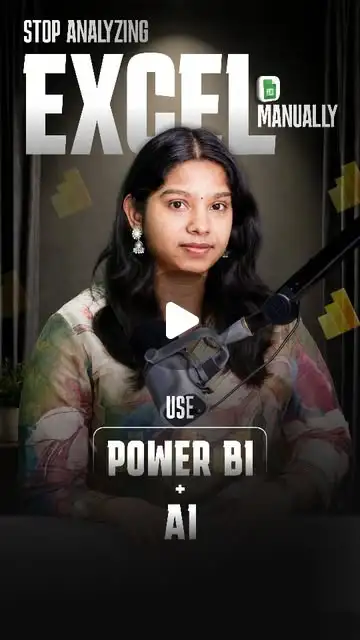 STOP ANALYZING
EXCEL
MANUALLY
USE
POWER BI
+
AI